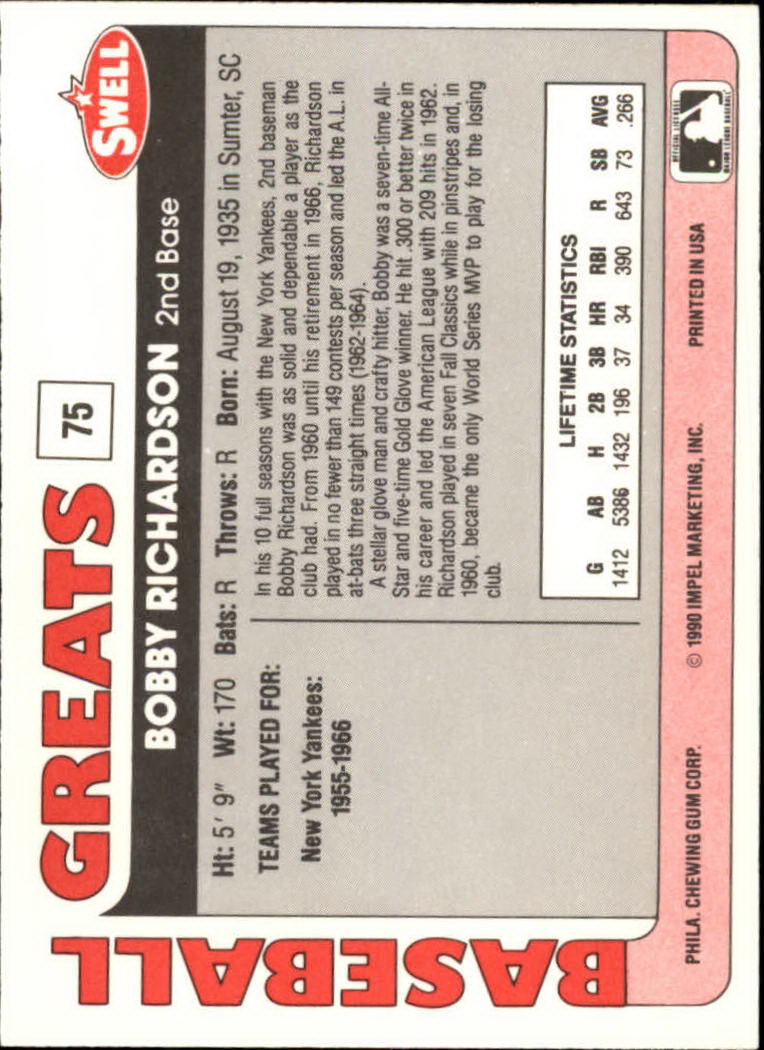 BASEBALL
GREATS
75
SWELL
BOBBY RICHARDSON 2nd Base
Ht: 5' 9" Wt: 170 Bats: R Throws: R Born: August 19, 1935 in Sumter, SC
TEAMS PLAYED FOR:
New York Yankees:
1955-1966
In his 10 full seasons with the New York Yankees, 2nd baseman
Bobby Richardson was as solid and dependable a player as the
club had. From 1960 until his retirement in 1966, Richardson
played in no fewer than 149 contests per season and led the A.L. in
at-bats three straight times (1962-1964).
A stellar glove man and crafty hitter, Bobby was a seven-time All-
Star and five-time Gold Glove winner. He hit .300 or better twice in
his career and led the American League with 209 hits in 1962.
Richardson played in seven Fall Classics while in pinstripes and, in
1960, became the only World Series MVP to play for the losing
club.
LIFETIME STATISTICS
G AB H 2B 3B HR RBI R SB AVG
1412 5386 1432 196 37 34 390 643 73 .266
PHILA. CHEWING GUM CORP. © 1990 IMPEL MARKETING, INC. PRINTED IN USA
OFFICIAL LICENSEE
MAJOR LEAGUE BASEBALL